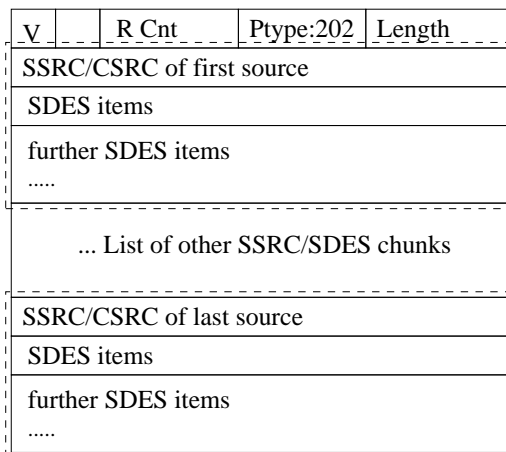 V R Cnt Ptype:202 Length
SSRC/CSRC of first source
SDES items
further SDES items
.....
... List of other SSRC/SDES chunks
SSRC/CSRC of last source
SDES items
further SDES items
.....